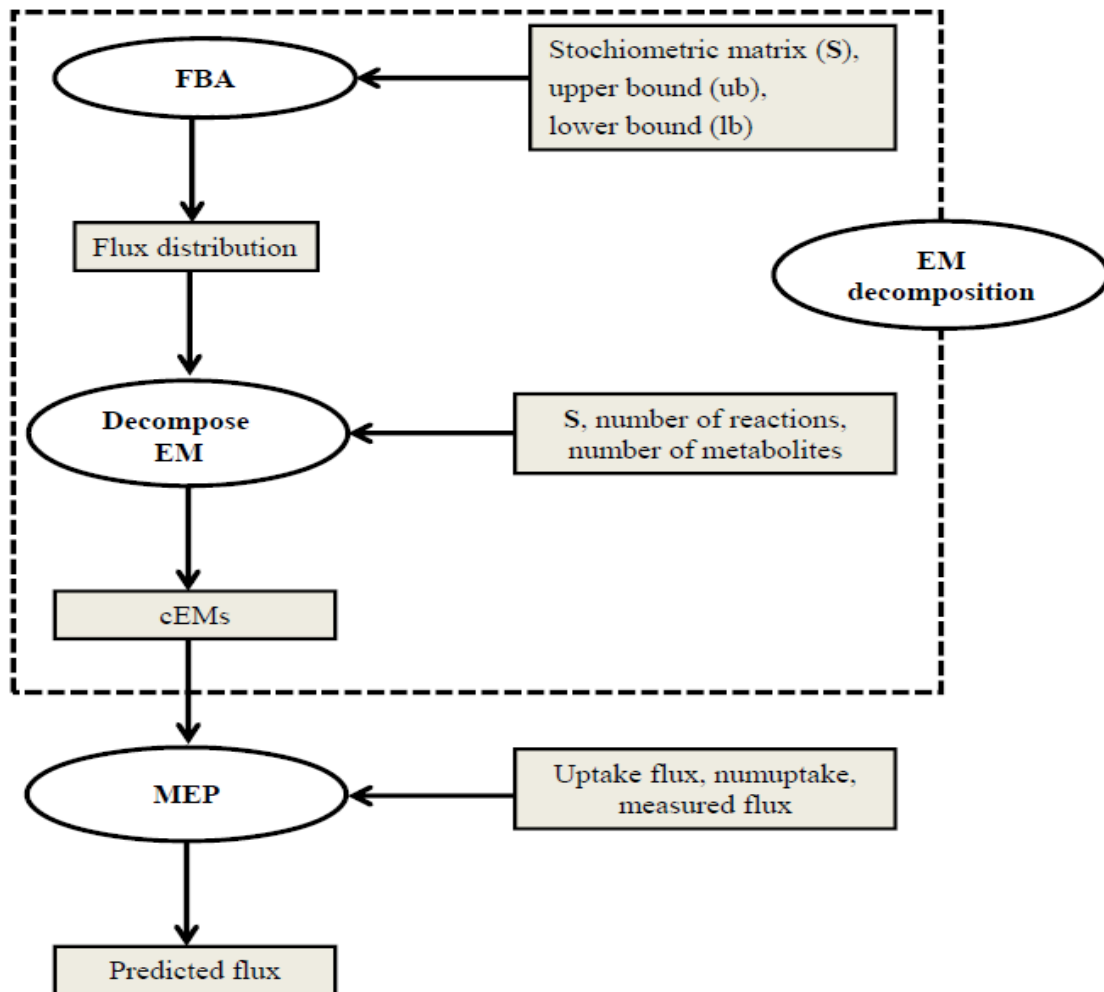 FBA
Stochiometric matrix (S),
upper bound (ub),
lower bound (lb)
Flux distribution
EM
decomposition
Decompose
EM
S, number of reactions,
number of metabolites
cEMs
MEP
Uptake flux, numuptake,
measured flux
Predicted flux